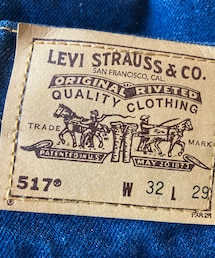 LEVI STRAUSS & CO.
SAN FRANCISCO, CAL.
ORIGINAL RIVETED
QUALITY CLOTHING
TRADE MARK
PATENTED IN U.S. MAY 20 1873
517® W 32 L 29